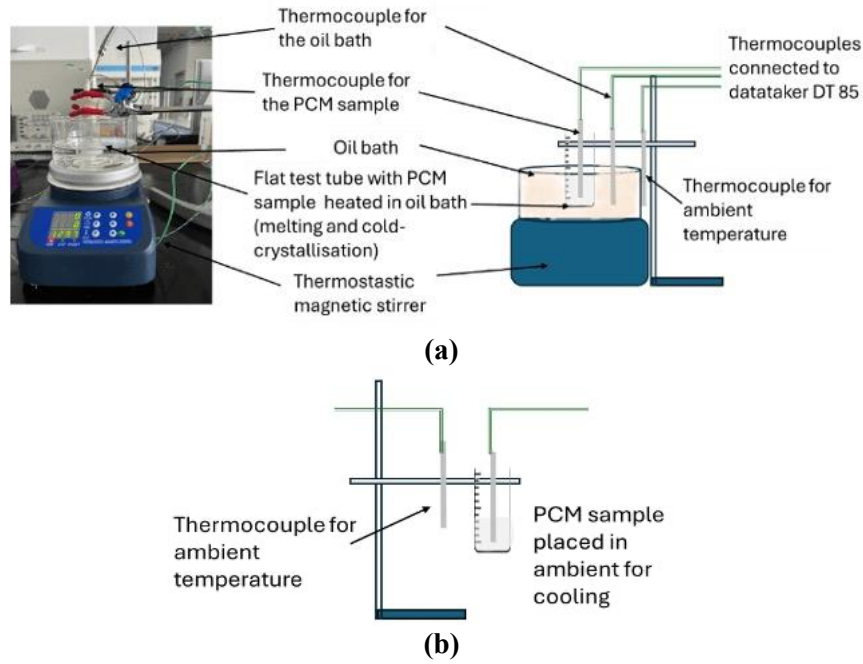 Thermocouple for
the oil bath
Thermocouple for
the PCM sample
Oil bath
Flat test tube with PCM
sample heated in oil bath
(melting and cold-
crystallisation)
Thermostastic
magnetic stirrer
Thermocouples
connected to
datataker DT 85
Thermocouple for
ambient
temperature
(a)
Thermocouple for
ambient
temperature
PCM sample
placed in
ambient for
cooling
(b)